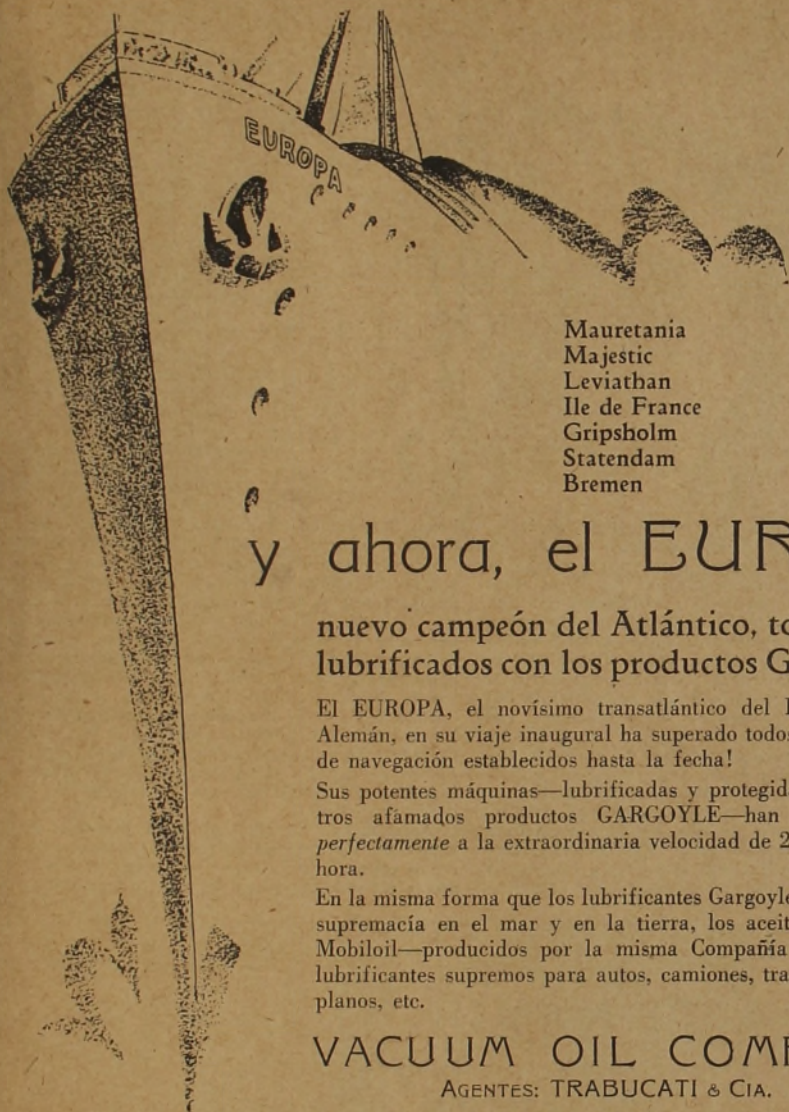 EUROPA
Mauretania
Majestic
Leviathan
Ile de France
Gripsholm
Statendam
Bremen
y ahora, el EUR
nuevo campeón del Atlántico, to
lubrificados con los productos G
El EUROPA, el novísimo transatlántico del
Alemán, en su viaje inaugural ha superado todos
de navegación establecidos hasta la fecha!
Sus potentes máquinas—lubrificadas y protegid
tros afamados productos GARGOYLE—han
perfectamente a la extraordinaria velocidad de 2
hora.
En la misma forma que los lubrificantes Gargoyle
supremacía en el mar y en la tierra, los aceit
Mobiloil—producidos por la misma Compañía
lubrificantes supremos para autos, camiones, tra
planos, etc.
VACUUM OIL COM
AGENTES: TRABUCATI & CIA.